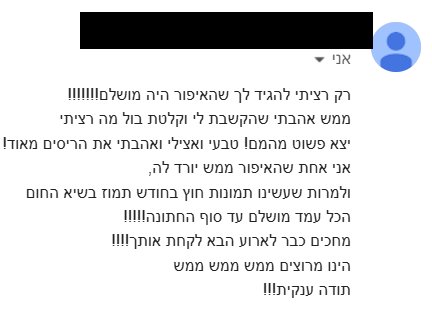 אני
רק רציתי להגיד לך שהאיפור היה מושלם!!!!!!!
ממש אהבתי שהקשבת לי וקלטת בול מה רציתי
יצא פשוט מהמם! טבעי ואצילי ואהבתי את הריסים מאוד!
אני אחת שהאיפור ממש יורד לה,
ולמרות שעשינו תמונות חוץ בחודש תמוז בשיא החום
הכל עמד מושלם עד סוף החתונה!!!!!
מחכים כבר לארוע הבא לקחת אותך!!!!
הינו מרוצים ממש ממש ממש
תודה ענקית!!!